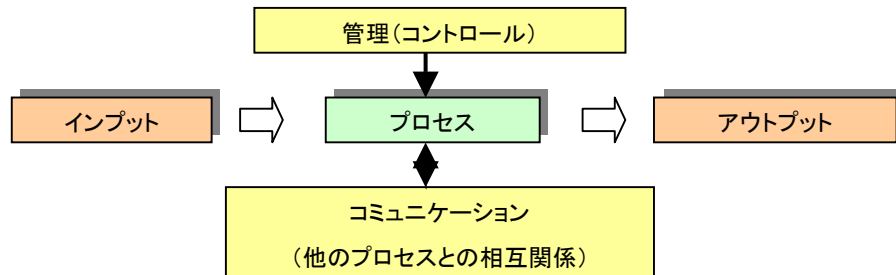 管理（コントロール）
インプット
プロセス
アウトプット
コミュニケーション
（他のプロセスとの相互関係）